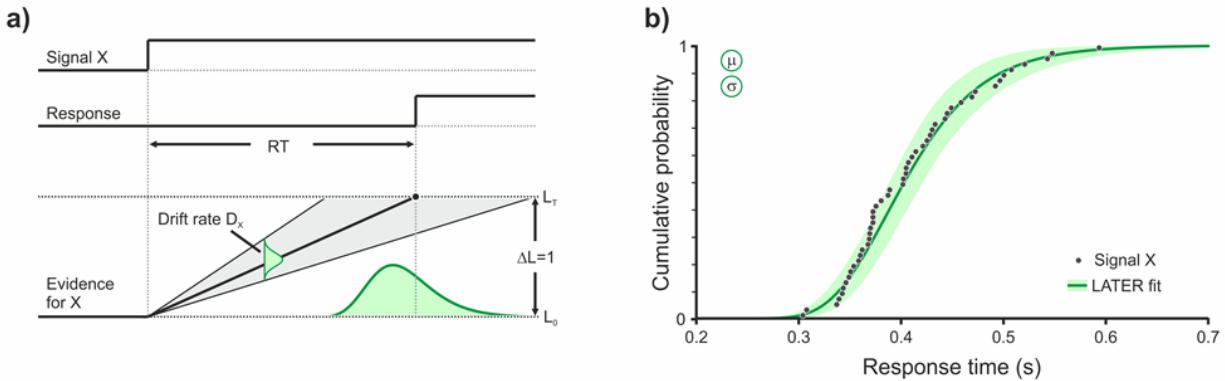 a)
Signal X
Response
RT
Drift rate Dx
LT
ΔL=1
Evidence
for X
L0
b)
Cumulative probability
1
0
μ
σ
Signal X
LATER fit
0.2 0.3 0.4 0.5 0.6 0.7
Response time (s)